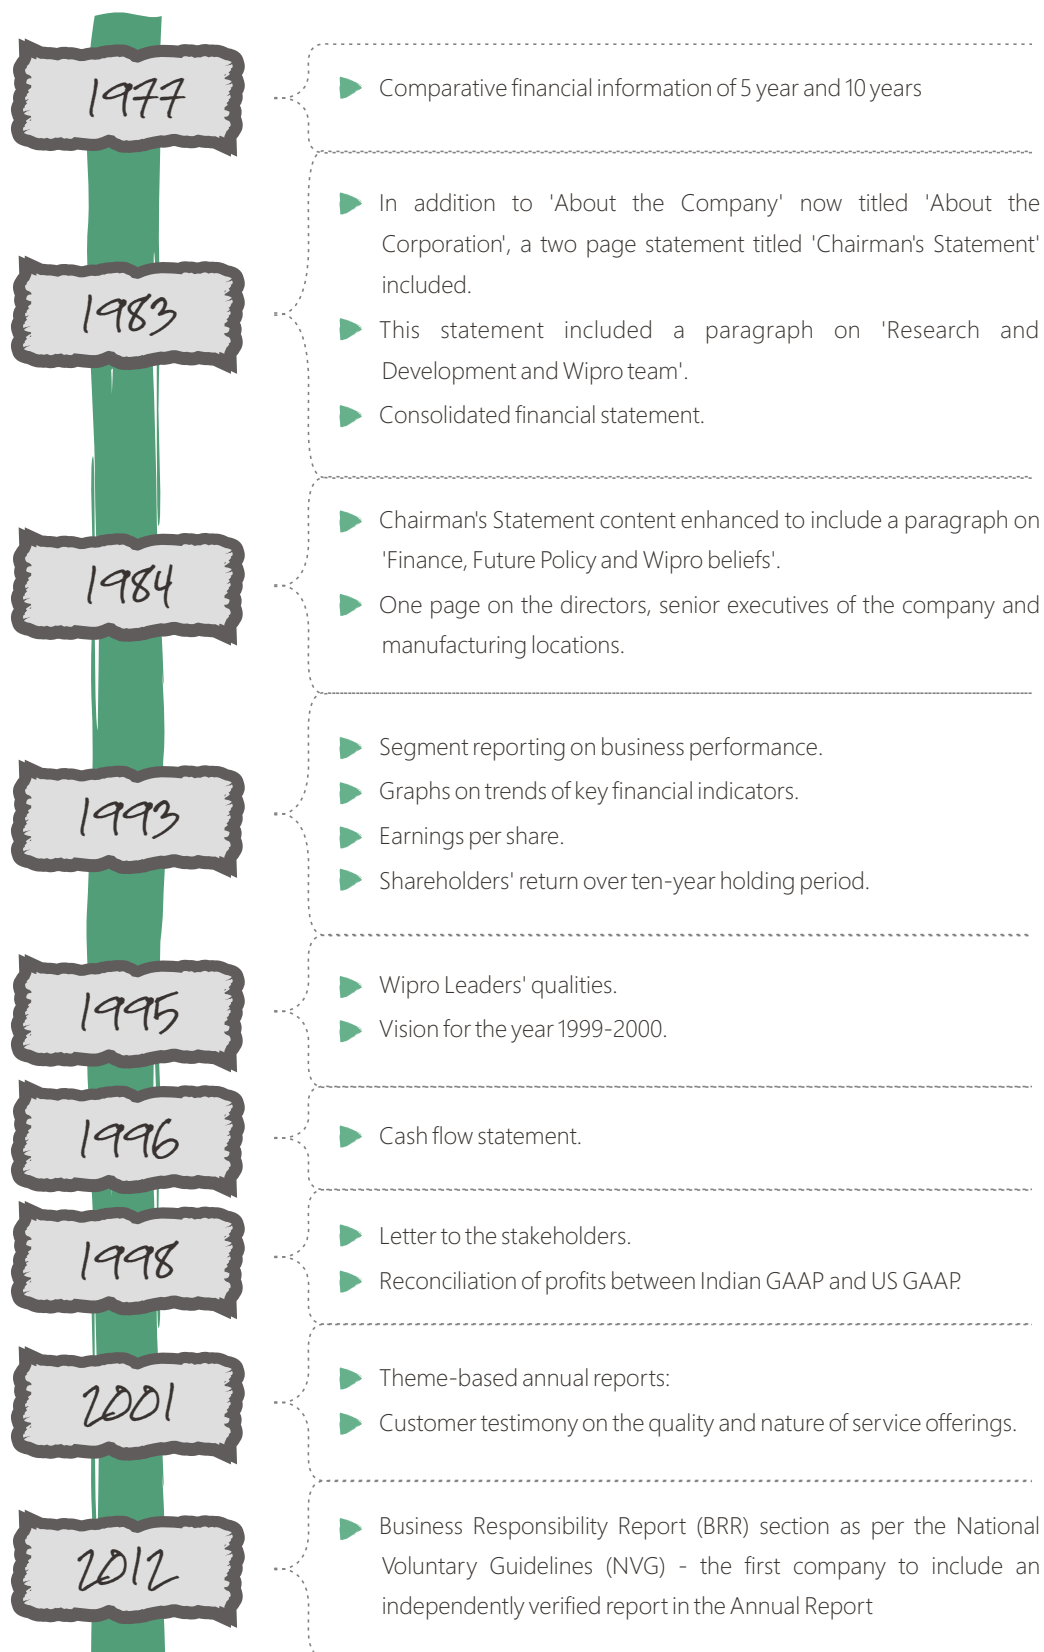 1977
Comparative financial information of 5 year and 10 years
1983
In addition to 'About the Company' now titled 'About the
Corporation', a two page statement titled 'Chairman's Statement'
included.
This statement included a paragraph on 'Research and
Development and Wipro team'.
Consolidated financial statement.
1984
Chairman's Statement content enhanced to include a paragraph on
'Finance, Future Policy and Wipro beliefs'.
One page on the directors, senior executives of the company and
manufacturing locations.
1993
Segment reporting on business performance.
Graphs on trends of key financial indicators.
Earnings per share.
Shareholders' return over ten-year holding period.
1995
Wipro Leaders' qualities.
Vision for the year 1999-2000.
1996
Cash flow statement.
1998
Letter to the stakeholders.
Reconciliation of profits between Indian GAAP and US GAAP.
2001
Theme-based annual reports:
Customer testimony on the quality and nature of service offerings.
2012
Business Responsibility Report (BRR) section as per the National
Voluntary Guidelines (NVG) - the first company to include an
independently verified report in the Annual Report